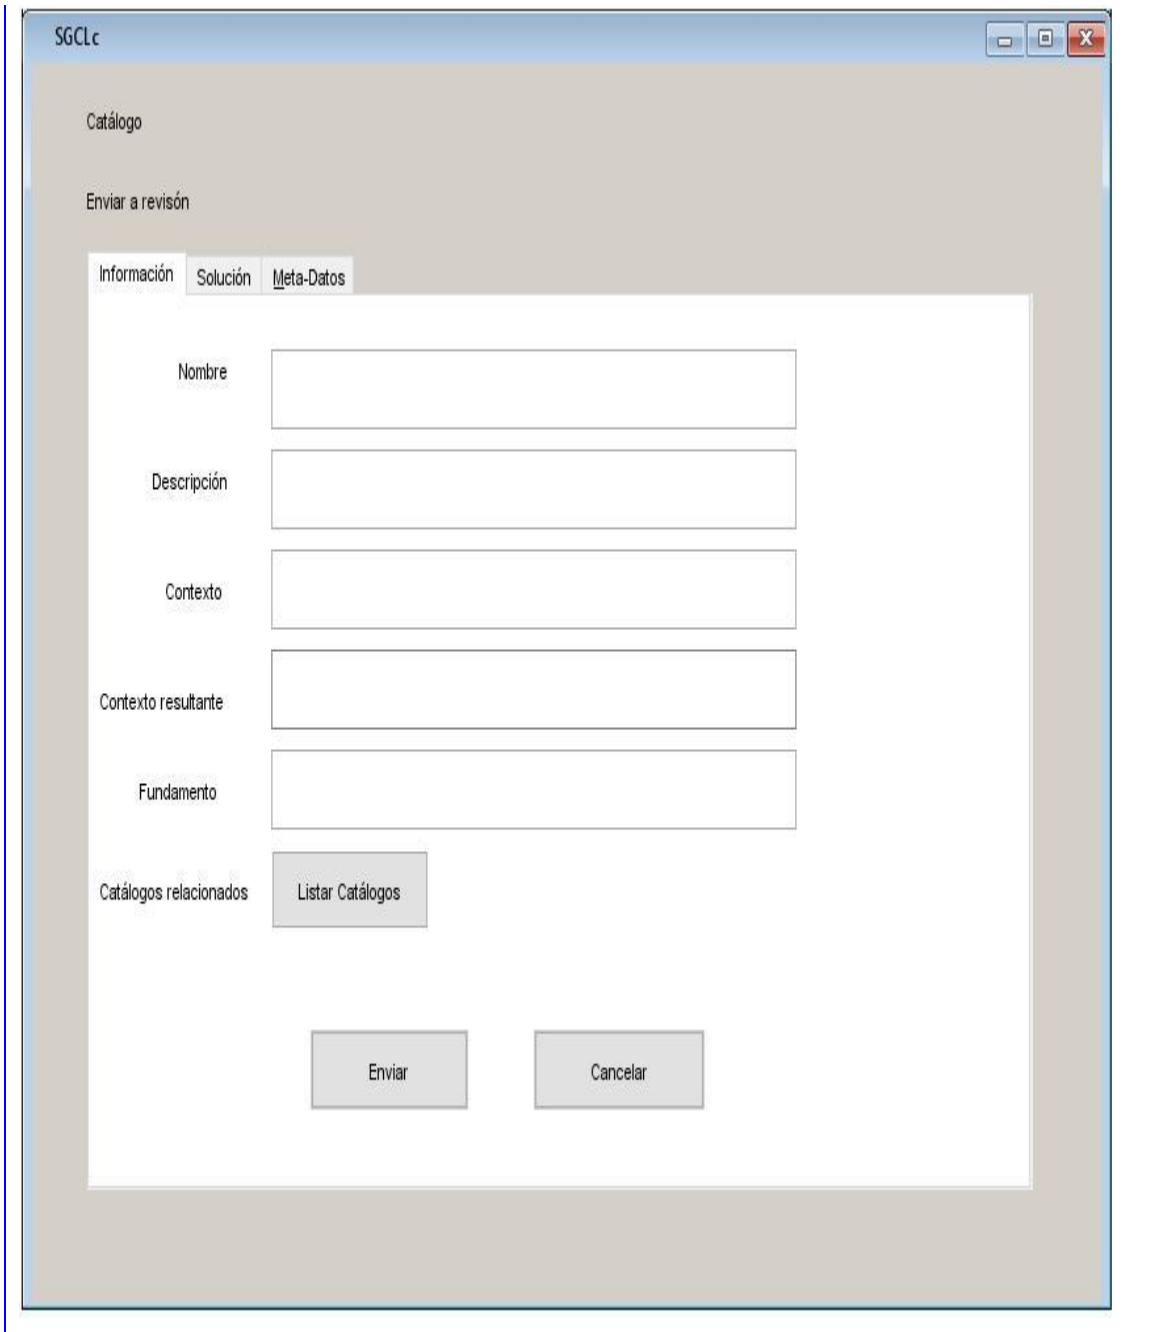 SGCLc
Catálogo
Enviar a revisón
Información Solución Meta-Datos
Nombre
Descripción
Contexto
Contexto resultante
Fundamento
Catálogos relacionados Listar Catálogos
Enviar Cancelar